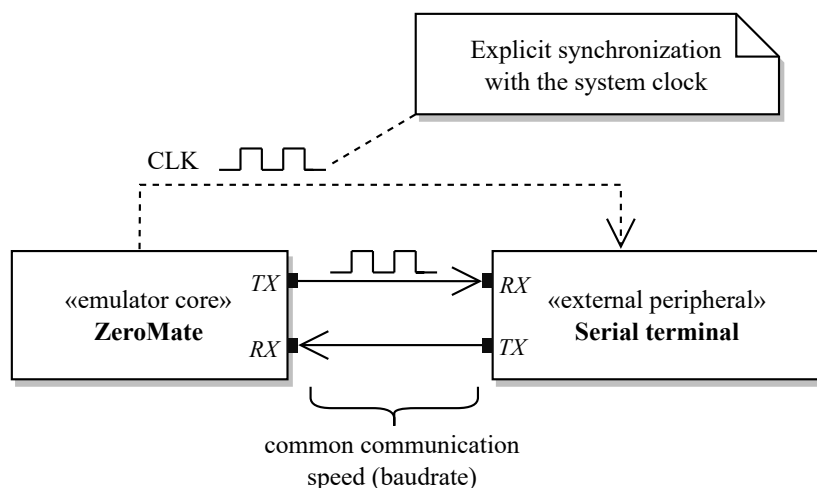 Explicit synchronization
with the system clock
CLK
«emulator core»
ZeroMate
TX
RX
RX
TX
«external peripheral»
Serial terminal
common communication
speed (baudrate)